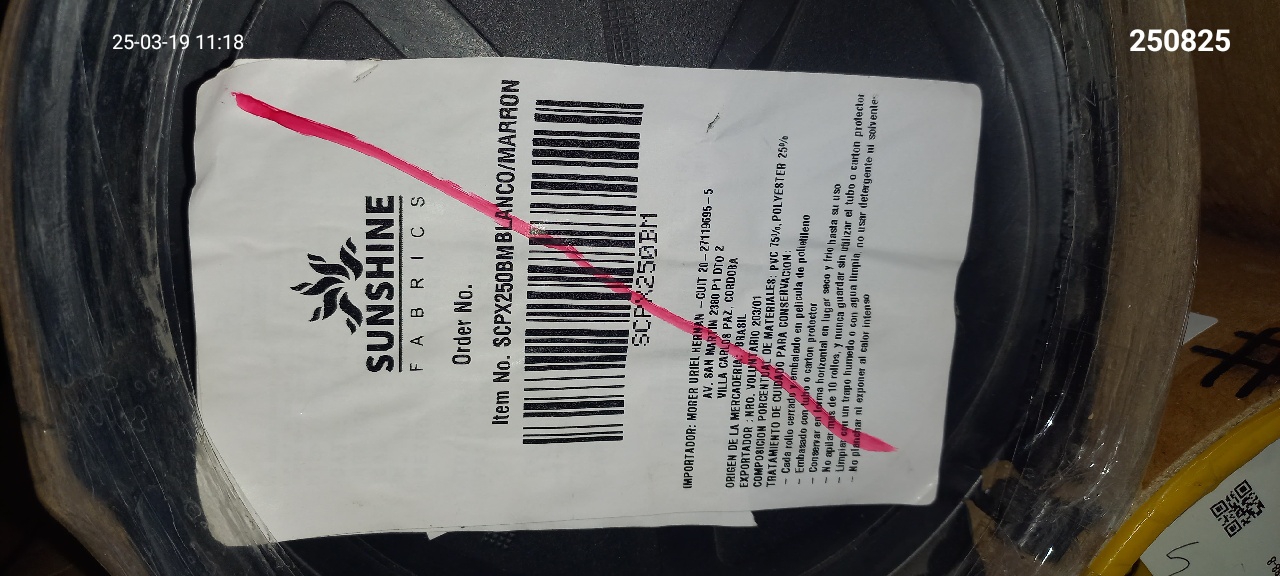 25-03-19 11:18
250825
SUNSHINE
FABRICS
Order No.
Item No. SCPX250BMBLANCO/MARRON
SCPX250BM
IMPORTADOR: MORER URIEL HERNAN -CUIT 20-27119695-5
AV. SAN MARTIN 2380 P1 DTO 2
VILLA CARLOS PAZ. CORDOBA
ORIGEN DE LA MERCADERIA: BRASIL
EXPORTADOR : NRO. VOLUNTARIO 203/01
COMPOSICION PORCENTUAL DE MATERIALES: PVC 75%, POLYESTER 25%
TRATAMIENTO DE CUIDADO PARA CONSERVACION:
- Cada rollo cerrado y embalado en pelicula de polietileno
- Embasado con tubo o carton protector
- Conservar en forma horizontal en lugar seco y frio hasta su uso
- No apilar mas de 10 rollos, y nunca guardar sin utilizar el tubo o carton protector
- Limpiar con un trapo humedo o con agua limpia, no usar detergente ni solvente
- No planchar ni exponer al calor intenso
#
5